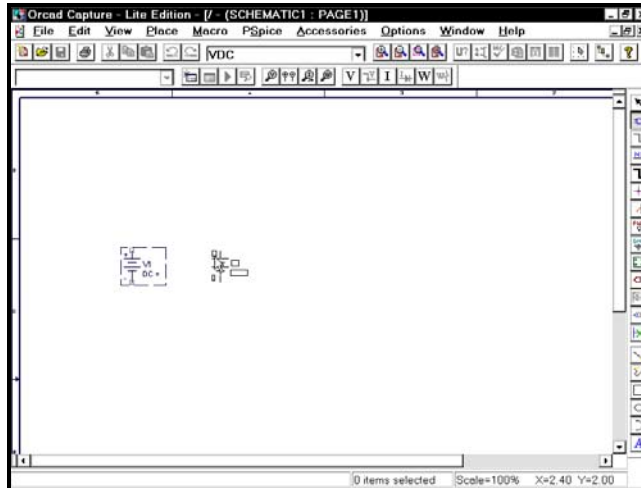 Orcad Capture - Lite Edition - [/ - (SCHEMATIC1 : PAGE1)]
File Edit View Place Macro PSpice Accessories Options Window Help
VDC
V I W
V1
DC =
0 items selected Scale=100% X=2.40 Y=2.00